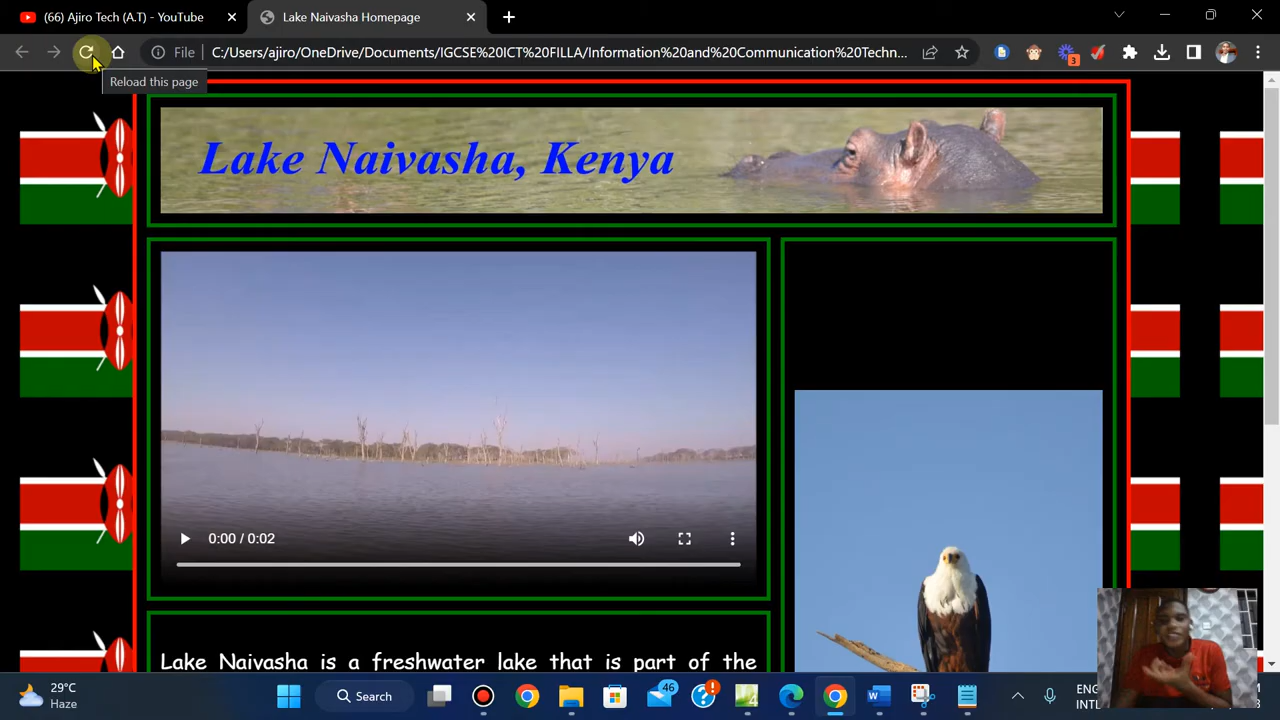 (66) Ajiro Tech (A.T) - YouTube
Lake Naivasha Homepage
File
C:/Users/ajiro/OneDrive/Documents/IGCSE%20ICT%20FILLA/Information%20and%20Communication%20Techn...
3
Reload this page
Lake Naivasha, Kenya
0:00 / 0:02
Lake Naivasha is a freshwater lake that is part of the
29°C
Haze
Search
46
ENG
INTL